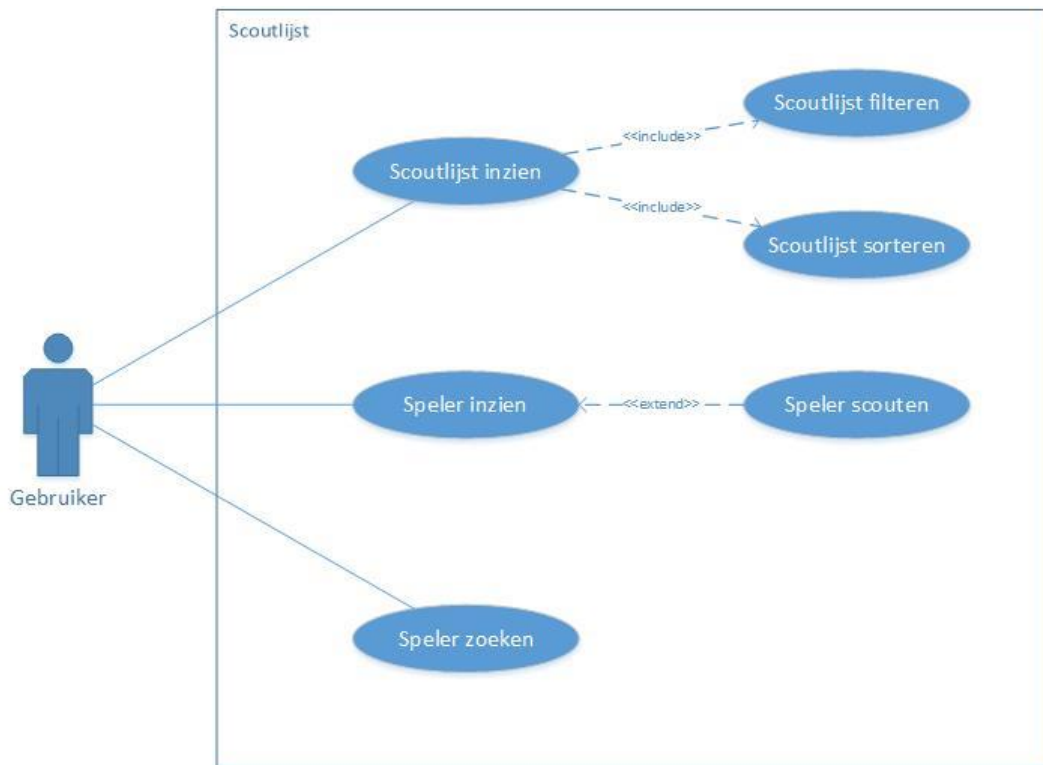 Scoutlijst
Scoutlijst filteren
<<include>>
Scoutlijst inzien
<<include>>
Scoutlijst sorteren
Speler inzien
<<extend>>
Speler scouten
Gebruiker
Speler zoeken